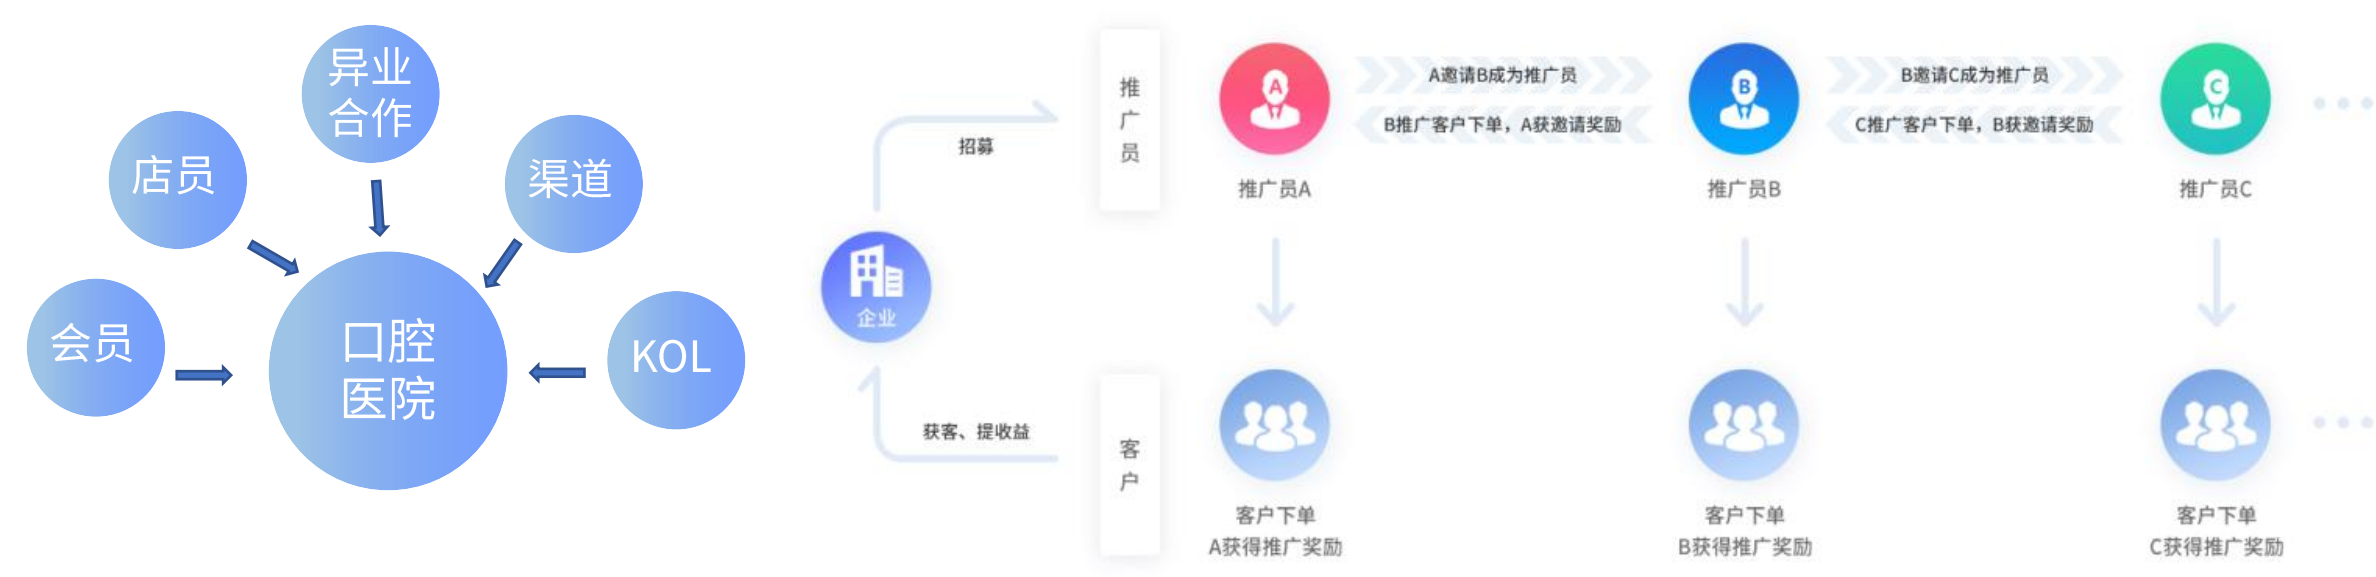 异业
合作
店员
渠道
会员
KOL
口腔
医院
招募
企业
获客、提收益
推
广
员
A
A邀请B成为推广员
B推广客户下单，A获邀请奖励
B
B邀请C成为推广员
C推广客户下单，B获邀请奖励
C
推广员A
推广员B
推广员C
客
户
客户下单
A获得推广奖励
客户下单
B获得推广奖励
客户下单
C获得推广奖励